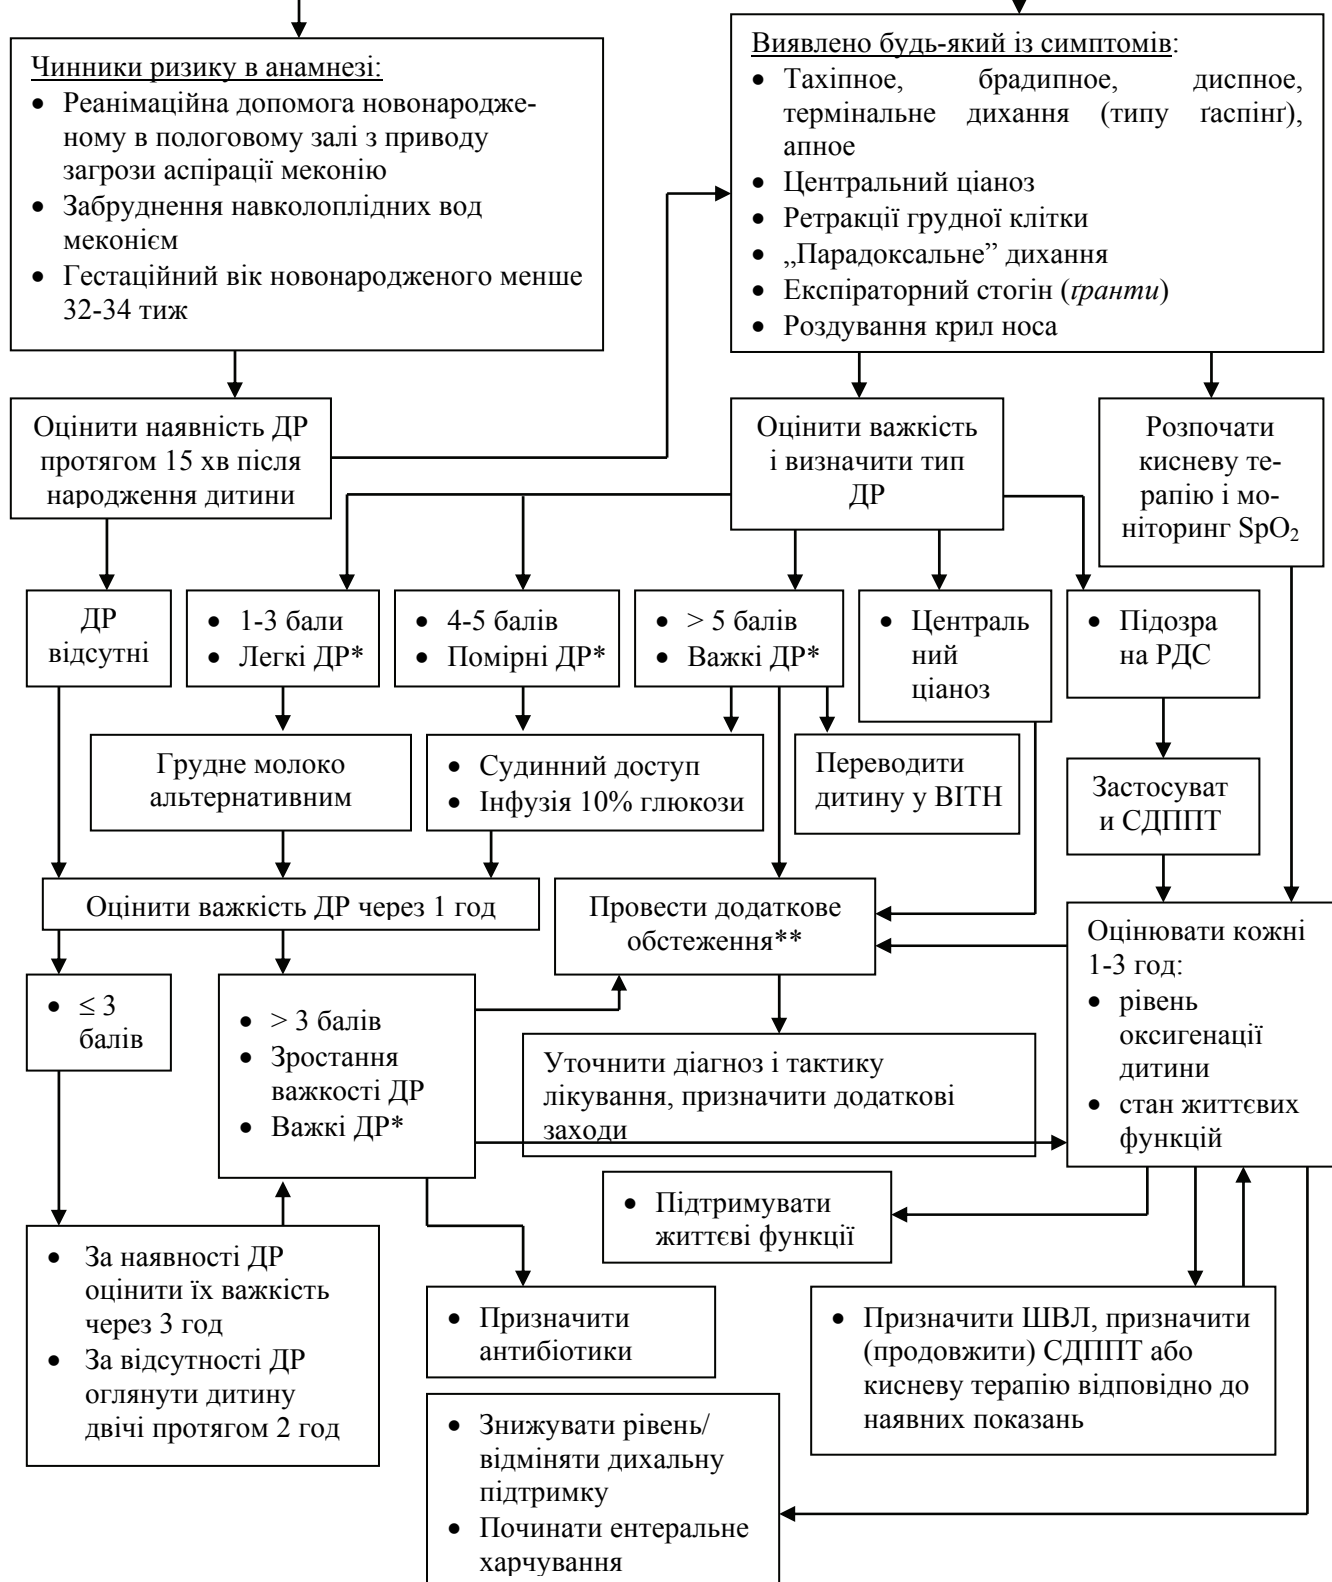 Чинники ризику в анамнезі:
• Реанімаційна допомога новонародже-
ному в пологовому залі з приводу
загрози аспірації меконію
• Забруднення навколоплідних вод
меконієм
• Гестаційний вік новонародженого менше
32-34 тиж
Виявлено будь-який із симптомів:
• Тахіпное, брадипное, диспное,
термінальне дихання (типу ґаспінґ),
апное
• Центральний ціаноз
• Ретракції грудної клітки
• „Парадоксальне” дихання
• Експіраторний стогін (ґранти)
• Роздування крил носа
Оцінити наявність ДР
протягом 15 хв після
народження дитини
Оцінити важкість
і визначити тип
ДР
Розпочати
кисневу те-
рапію і мо-
ніторинг SpO₂
ДР
відсутні
• 1-3 бали
• Легкі ДР*
• 4-5 балів
• Помірні ДР*
• > 5 балів
• Важкі ДР*
• Централь
ний
ціаноз
• Підозра
на РДС
Грудне молоко
альтернативним
• Судинний доступ
• Інфузія 10% глюкози
Переводити
дитину у ВІТН
Застосуват
и СДППТ
Оцінити важкість ДР через 1 год
Провести додаткове
обстеження**
Оцінювати кожні
1-3 год:
• рівень
оксигенації
дитини
• стан життєвих
функцій
• ≤ 3
балів
• > 3 балів
• Зростання
важкості ДР
• Важкі ДР*
Уточнити діагноз і тактику
лікування, призначити додаткові
заходи
• Підтримувати
життєві функції
• За наявності ДР
оцінити їх важкість
через 3 год
• За відсутності ДР
оглянути дитину
двічі протягом 2 год
• Призначити
антибіотики
• Призначити ШВЛ, призначити
(продовжити) СДППТ або
кисневу терапію відповідно до
наявних показань
• Знижувати рівень/
відміняти дихальну
підтримку
• Починати ентеральне
харчування